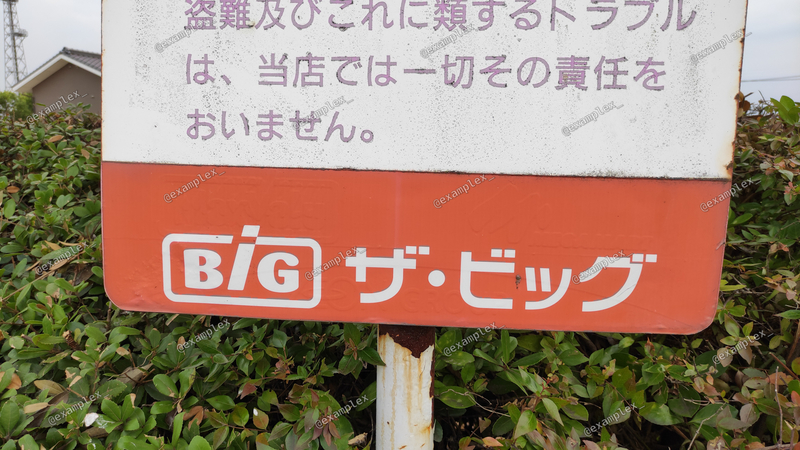 盗難及びこれに類するトラブル
は、当店では一切その責任を
おいません。
BiG ザ・ビッグ
@examplex_